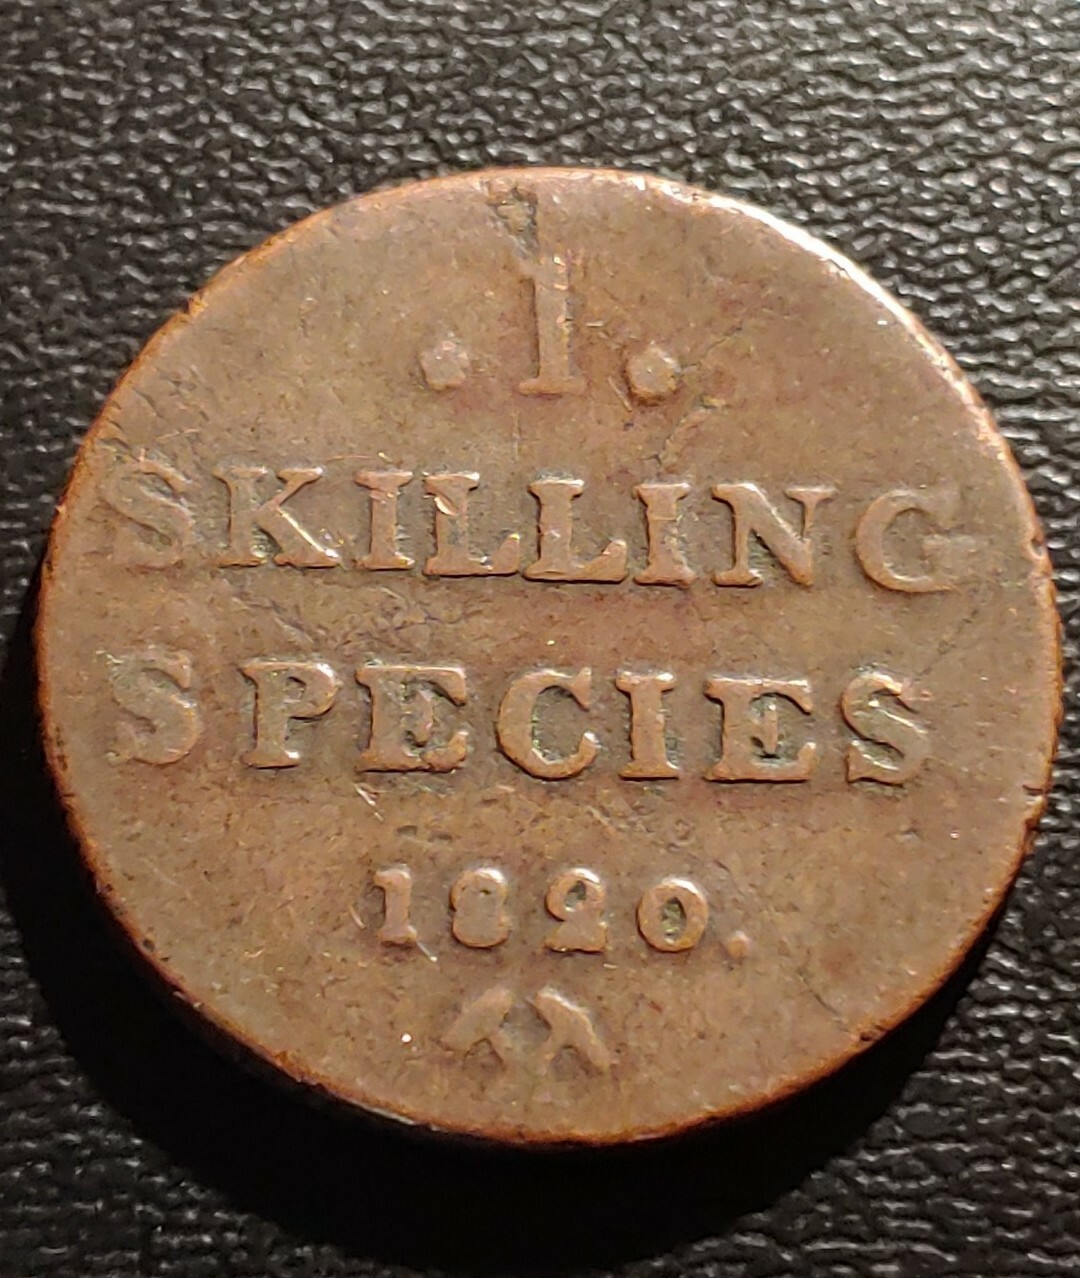 .1.
SKILLING
SPECIES
1820.